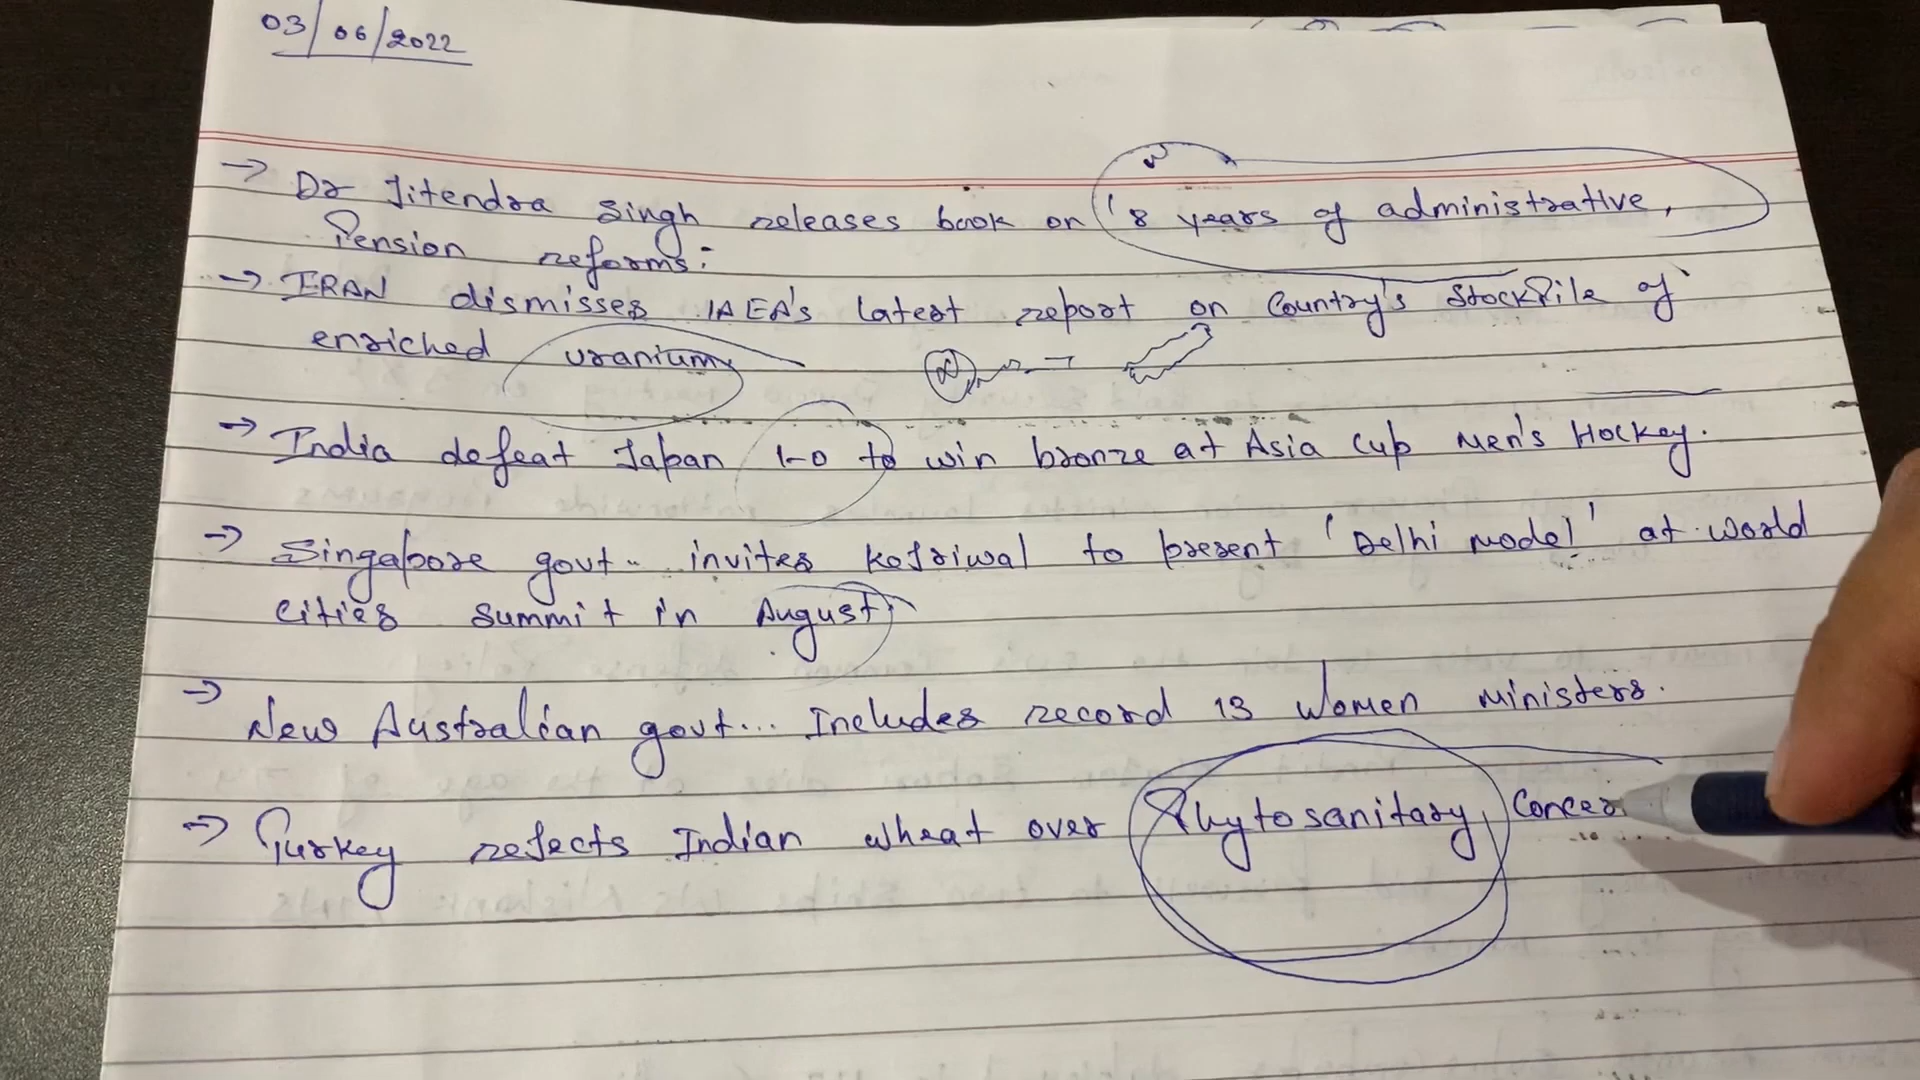 03/06/2022
→ Dr Jitendra Singh releases book on '8 years of administrative,
Pension reforms:
→ IRAN dismisses IAEA's latest report on Country's StockPile of
enriched uranium
→ India defeat Japan 1-0 to win bronze at Asia Cup Men's Hockey.
→ Singapore govt.. invites Kejriwal to present 'Delhi Model' at World
Cities Summit in August
→ New Australian govt... Includes record 13 Women Ministers.
→ Turkey rejects Indian wheat over Phytosanitary Concer